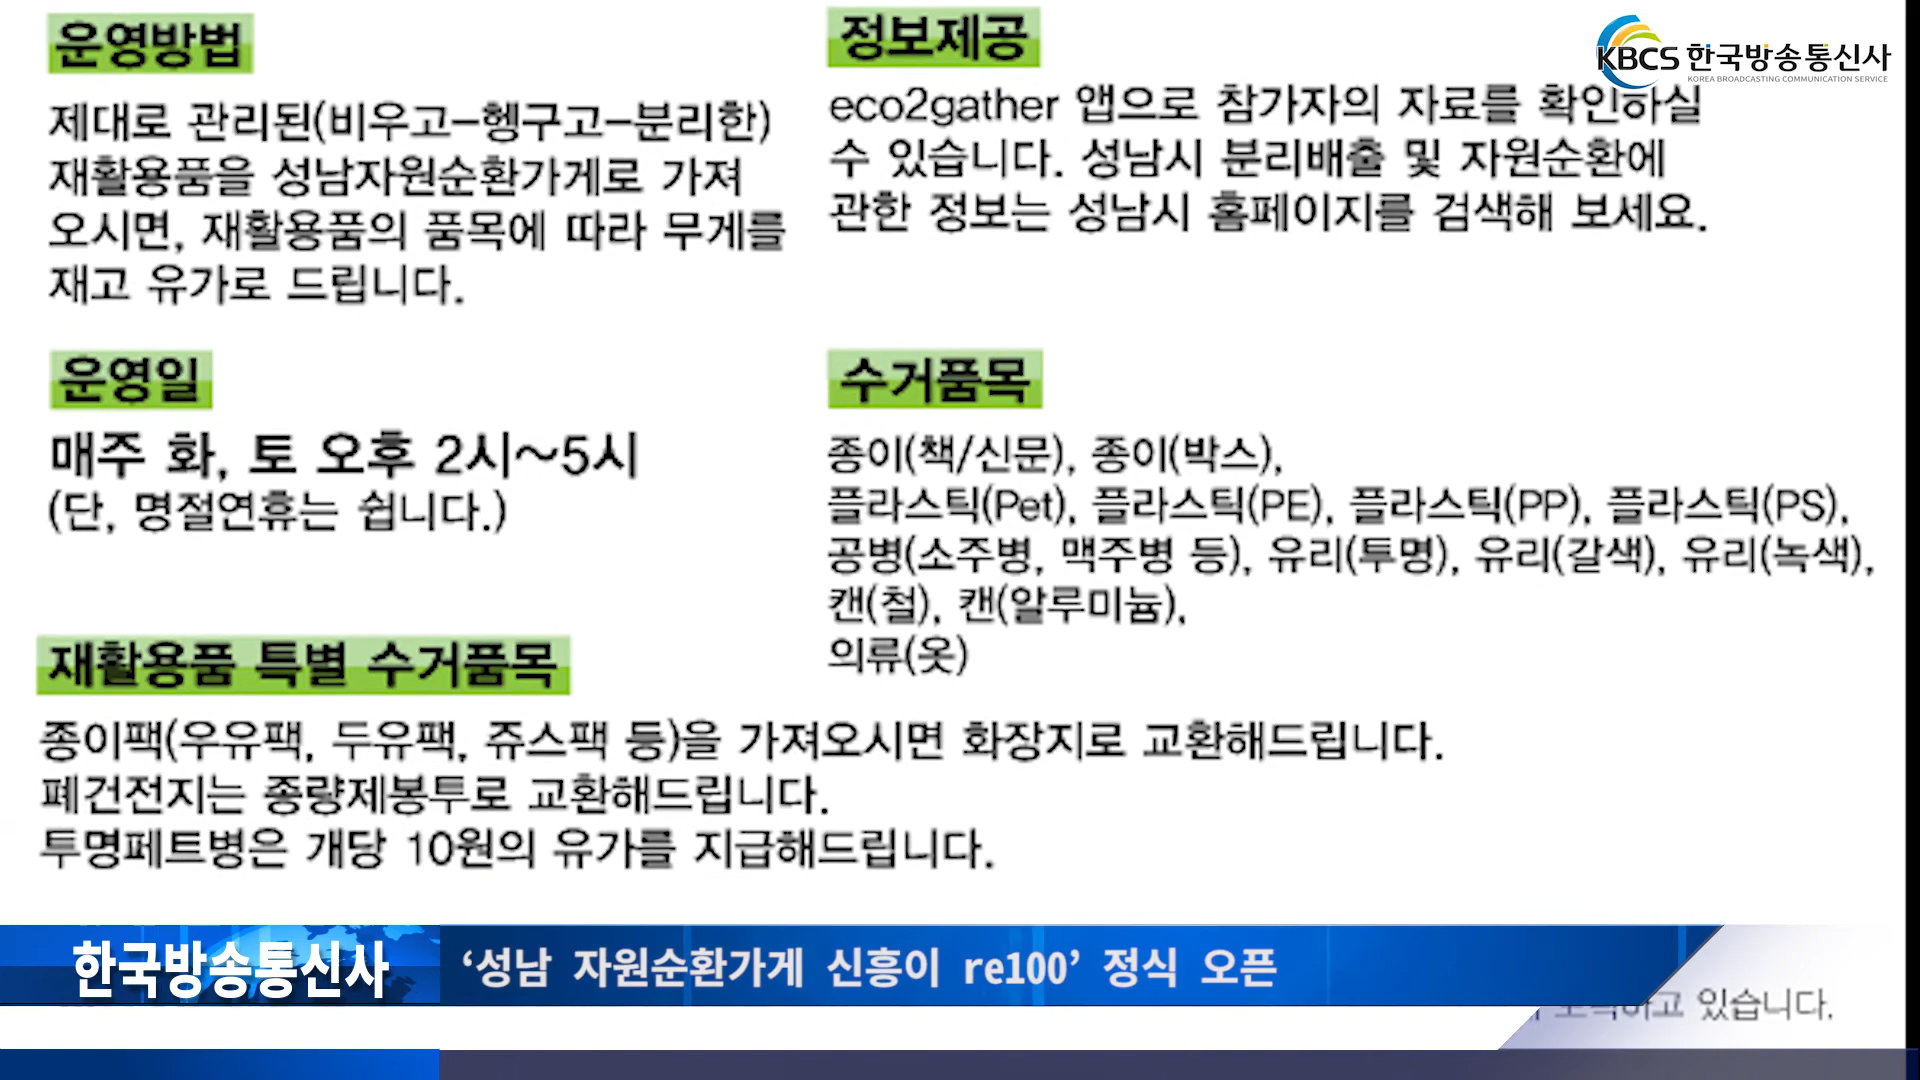 운영방법
제대로 관리된(비우고-헹구고-분리한)
재활용품을 성남자원순환가게로 가져
오시면, 재활용품의 품목에 따라 무게를
재고 유가로 드립니다.
정보제공
eco2gather 앱으로 참가자의 자료를 확인하실
수 있습니다. 성남시 분리배출 및 자원순환에
관한 정보는 성남시 홈페이지를 검색해 보세요.
KBCS 한국방송통신사
KOREA BROADCASTING COMMUNICATION SERVICE
운영일
매주 화, 토 오후 2시~5시
(단, 명절연휴는 쉽니다.)
수거품목
종이(책/신문), 종이(박스),
플라스틱(Pet), 플라스틱(PE), 플라스틱(PP), 플라스틱(PS),
공병(소주병, 맥주병 등), 유리(투명), 유리(갈색), 유리(녹색),
캔(철), 캔(알루미늄),
의류(옷)
재활용품 특별 수거품목
종이팩(우유팩, 두유팩, 쥬스팩 등)을 가져오시면 화장지로 교환해드립니다.
폐건전지는 종량제봉투로 교환해드립니다.
투명페트병은 개당 10원의 유가를 지급해드립니다.
한국방송통신사
‘성남 자원순환가게 신흥이 re100’ 정식 오픈
있습니다.